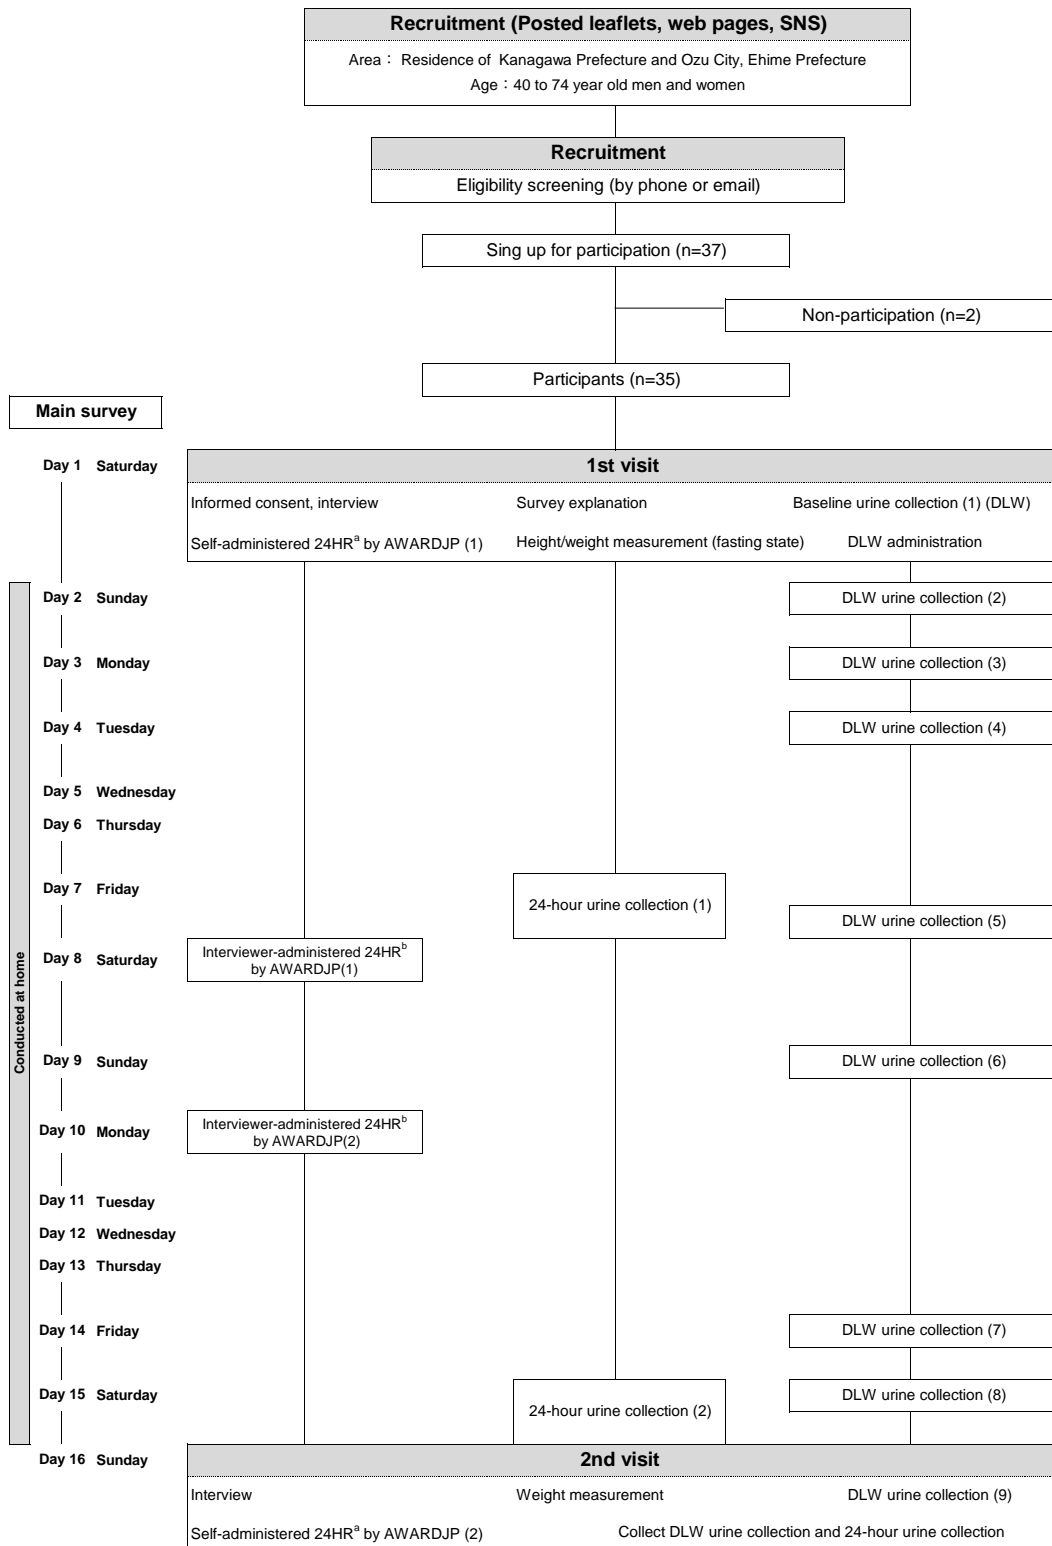 Recruitment (Posted leaflets, web pages, SNS)
Area： Residence of Kanagawa Prefecture and Ozu City, Ehime Prefecture
Age：40 to 74 year old men and women
Recruitment
Eligibility screening (by phone or email)
Sing up for participation (n=37)
Non-participation (n=2)
Participants (n=35)
Main survey
Day 1 Saturday
1st visit
Informed consent, interview
Survey explanation
Baseline urine collection (1) (DLW)
Self-administered 24HRa by AWARDJP (1)
Height/weight measurement (fasting state)
DLW administration
Conducted at home
Day 2 Sunday
DLW urine collection (2)
Day 3 Monday
DLW urine collection (3)
Day 4 Tuesday
DLW urine collection (4)
Day 5 Wednesday
Day 6 Thursday
Day 7 Friday
24-hour urine collection (1)
DLW urine collection (5)
Day 8 Saturday
Interviewer-administered 24HRb
by AWARDJP(1)
Day 9 Sunday
DLW urine collection (6)
Day 10 Monday
Interviewer-administered 24HRb
by AWARDJP(2)
Day 11 Tuesday
Day 12 Wednesday
Day 13 Thursday
Day 14 Friday
DLW urine collection (7)
Day 15 Saturday
24-hour urine collection (2)
DLW urine collection (8)
Day 16 Sunday
2nd visit
Interview
Weight measurement
DLW urine collection (9)
Self-administered 24HRa by AWARDJP (2)
Collect DLW urine collection and 24-hour urine collection